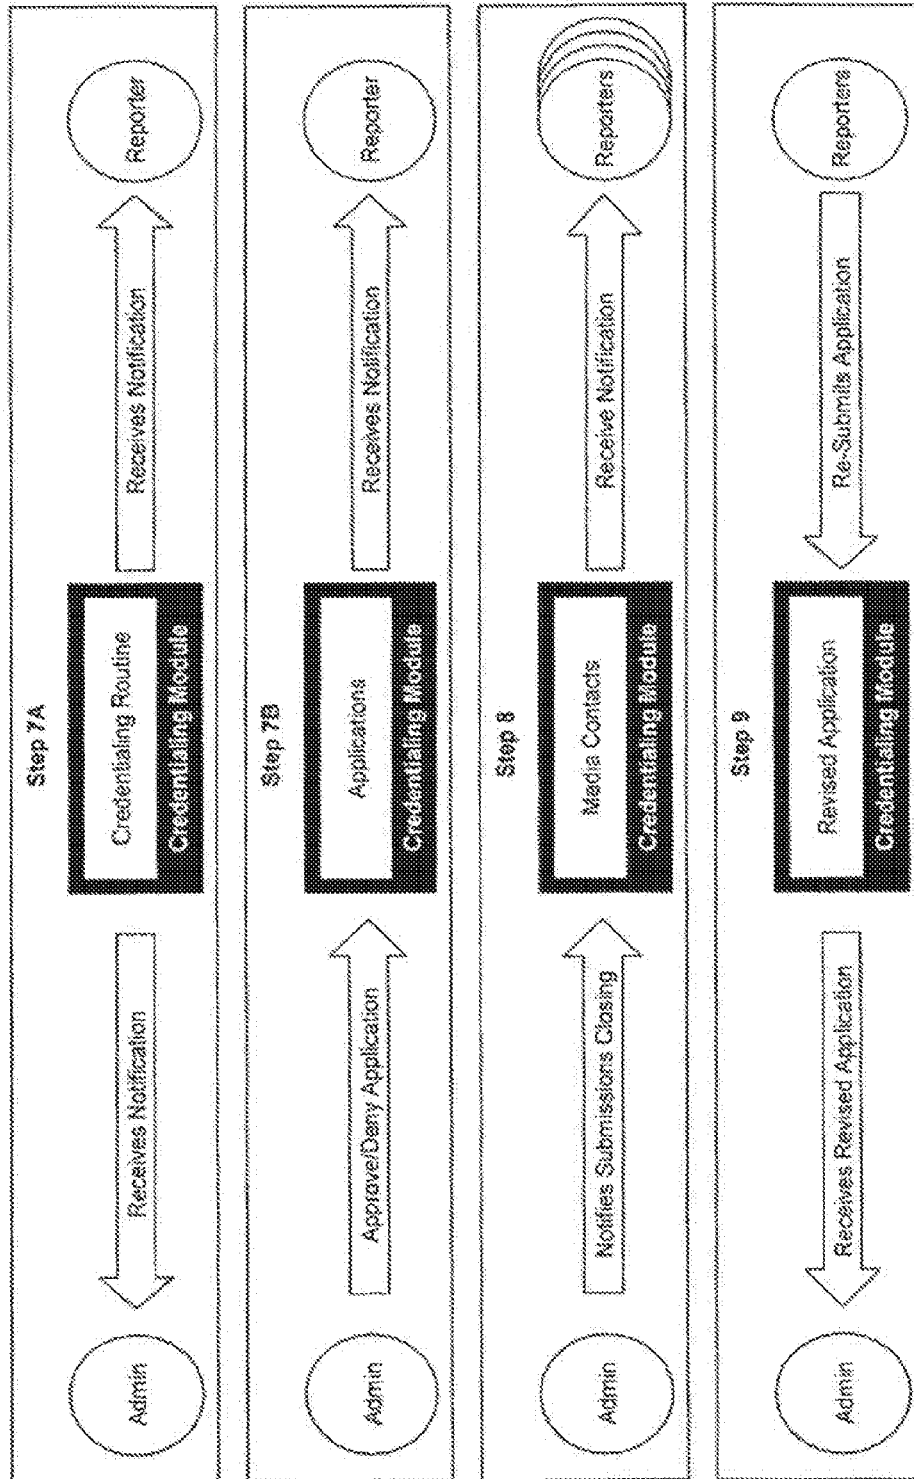 Step 7A
Admin
Receives Notification
Credentialing Routine
Credentialing Module
Receives Notification
Reporter
Step 7B
Admin
Approve/Deny Application
Applications
Credentialing Module
Receives Notification
Reporter
Step 8
Admin
Notifies Submissions Closing
Media Contacts
Credentialing Module
Receive Notification
Reporters
Step 9
Admin
Receives Revised Application
Revised Application
Credentialing Module
Re-Submits Application
Reporters